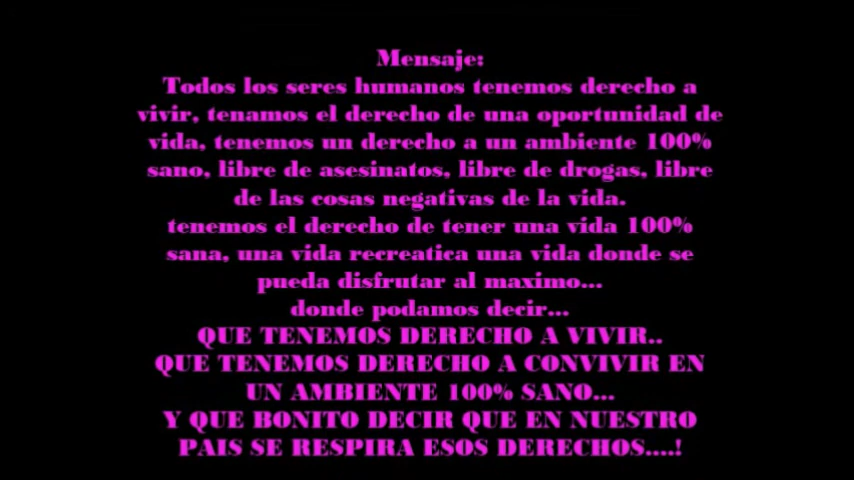 Mensaje:
Todos los seres humanos tenemos derecho a
vivir, tenamos el derecho de una oportunidad de
vida, tenemos un derecho a un ambiente 100%
sano, libre de asesinatos, libre de drogas, libre
de las cosas negativas de la vida.
tenemos el derecho de tener una vida 100%
sana, una vida recreatica una vida donde se
pueda disfrutar al maximo...
donde podamos decir...
QUE TENEMOS DERECHO A VIVIR..
QUE TENEMOS DERECHO A CONVIVIR EN
UN AMBIENTE 100% SANO...
Y QUE BONITO DECIR QUE EN NUESTRO
PAIS SE RESPIRA ESOS DERECHOS....!